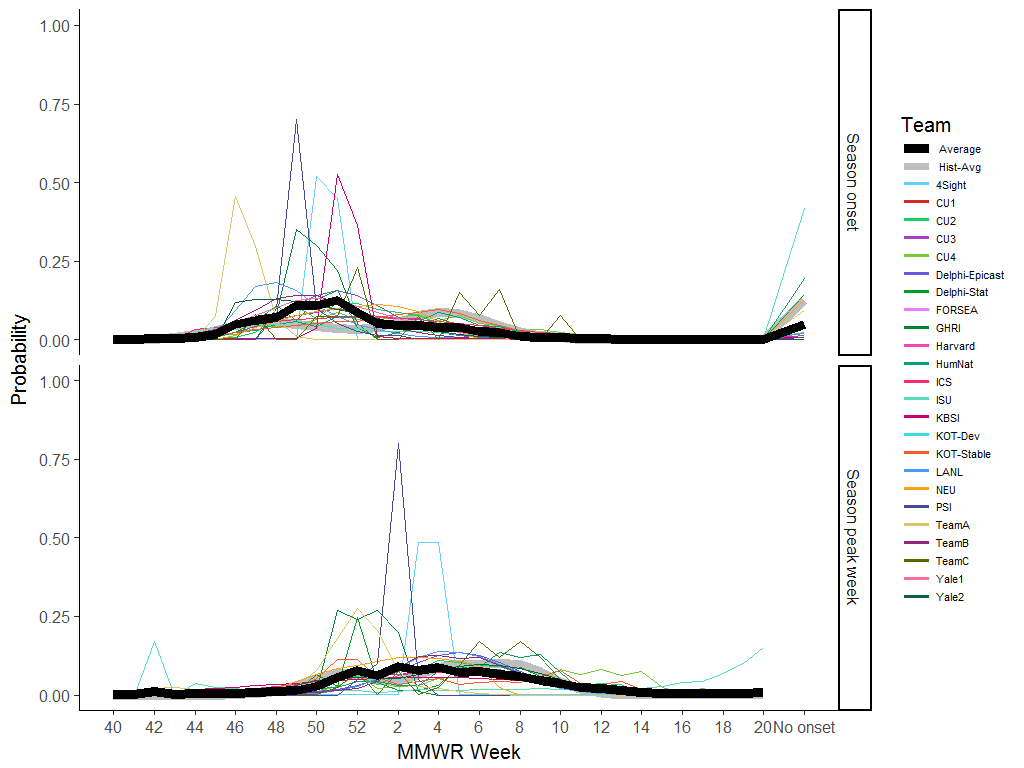 1.00
0.75
0.50
0.25
0.00
Season onset
1.00
0.75
0.50
0.25
0.00
Season peak week
Probability
40 42 44 46 48 50 52 2 4 6 8 10 12 14 16 18 20 No onset
MMWR Week
Team
Average
Hist-Avg
4Sight
CU1
CU2
CU3
CU4
Delphi-Epicast
Delphi-Stat
FORSEA
GHRI
Harvard
HumNat
ICS
ISU
KBSI
KOT-Dev
KOT-Stable
LANL
NEU
PSI
TeamA
TeamB
TeamC
Yale1
Yale2